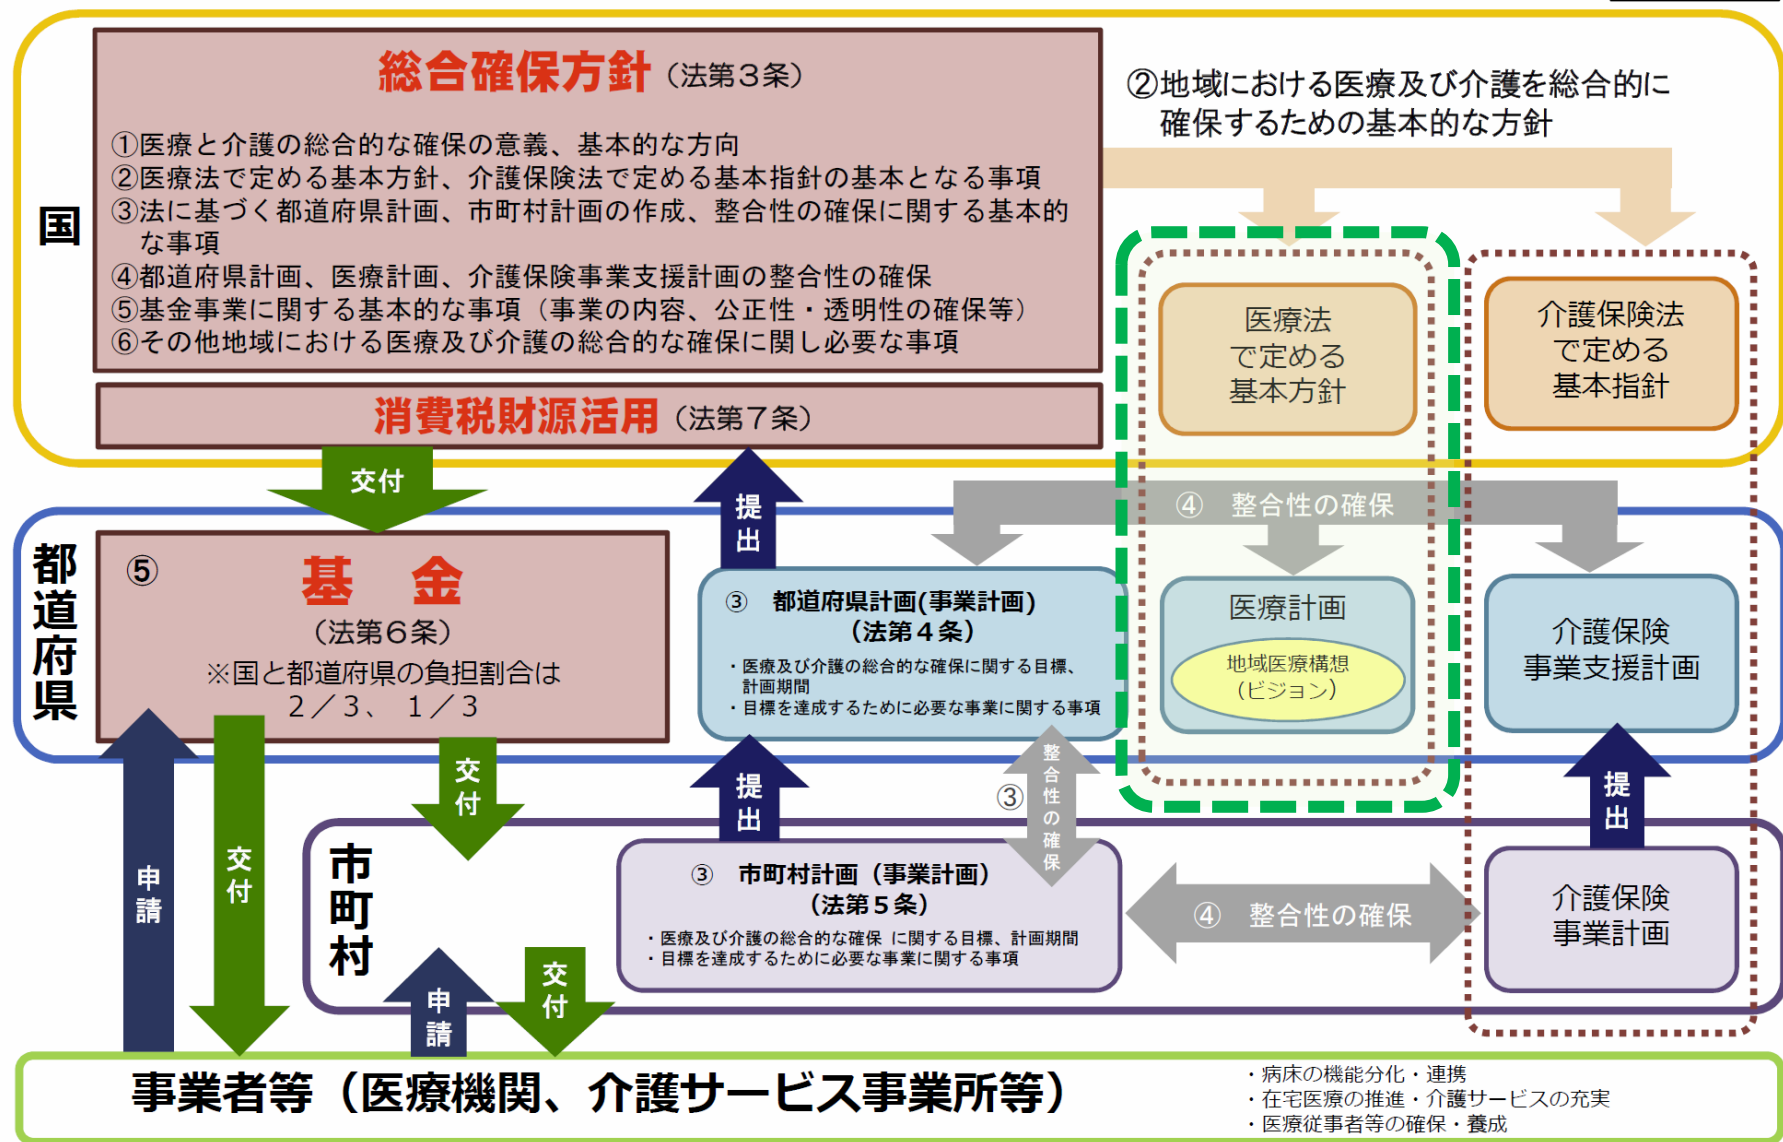 国
総合確保方針（法第３条）
①医療と介護の総合的な確保の意義、基本的な方向
②医療法で定める基本方針、介護保険法で定める基本指針の基本となる事項
③法に基づく都道府県計画、市町村計画の作成、整合性の確保に関する基本的
な事項
④都道府県計画、医療計画、介護保険事業支援計画の整合性の確保
⑤基金事業に関する基本的な事項（事業の内容、公正性・透明性の確保等）
⑥その他地域における医療及び介護の総合的な確保に関し必要な事項
消費税財源活用（法第７条）
②地域における医療及び介護を総合的に
確保するための基本的な方針
医療法
で定める
基本方針
介護保険法
で定める
基本指針
交付
提出
④　整合性の確保
都道府県
⑤
基　金
（法第６条）
※国と都道府県の負担割合は
２／３、１／３
③　都道府県計画(事業計画)
（法第４条）
・医療及び介護の総合的な確保に関する目標、
計画期間
・目標を達成するために必要な事業に関する事項
医療計画
地域医療構想
（ビジョン）
介護保険
事業支援計画
申請
交付
交付
提出
③
整合性の確保
提出
市町村
③　市町村計画（事業計画）
（法第５条）
・医療及び介護の総合的な確保 に関する目標、計画期間
・目標を達成するために必要な事業に関する事項
④　整合性の確保
介護保険
事業計画
申請
交付
事業者等（医療機関、介護サービス事業所等）
・病床の機能分化・連携
・在宅医療の推進・介護サービスの充実
・医療従事者等の確保・養成